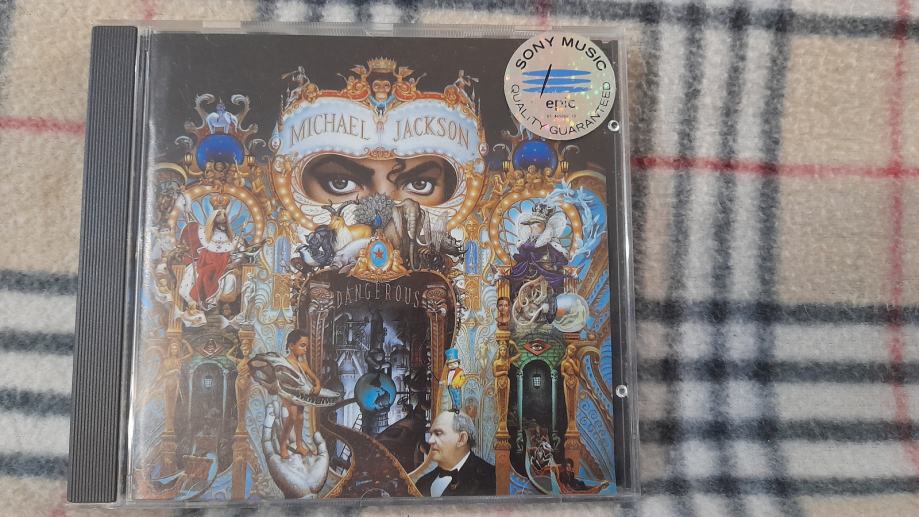 MICHAEL JACKSON
DANGEROUS
SONY MUSIC
epic
QUALITY GUARANTEED